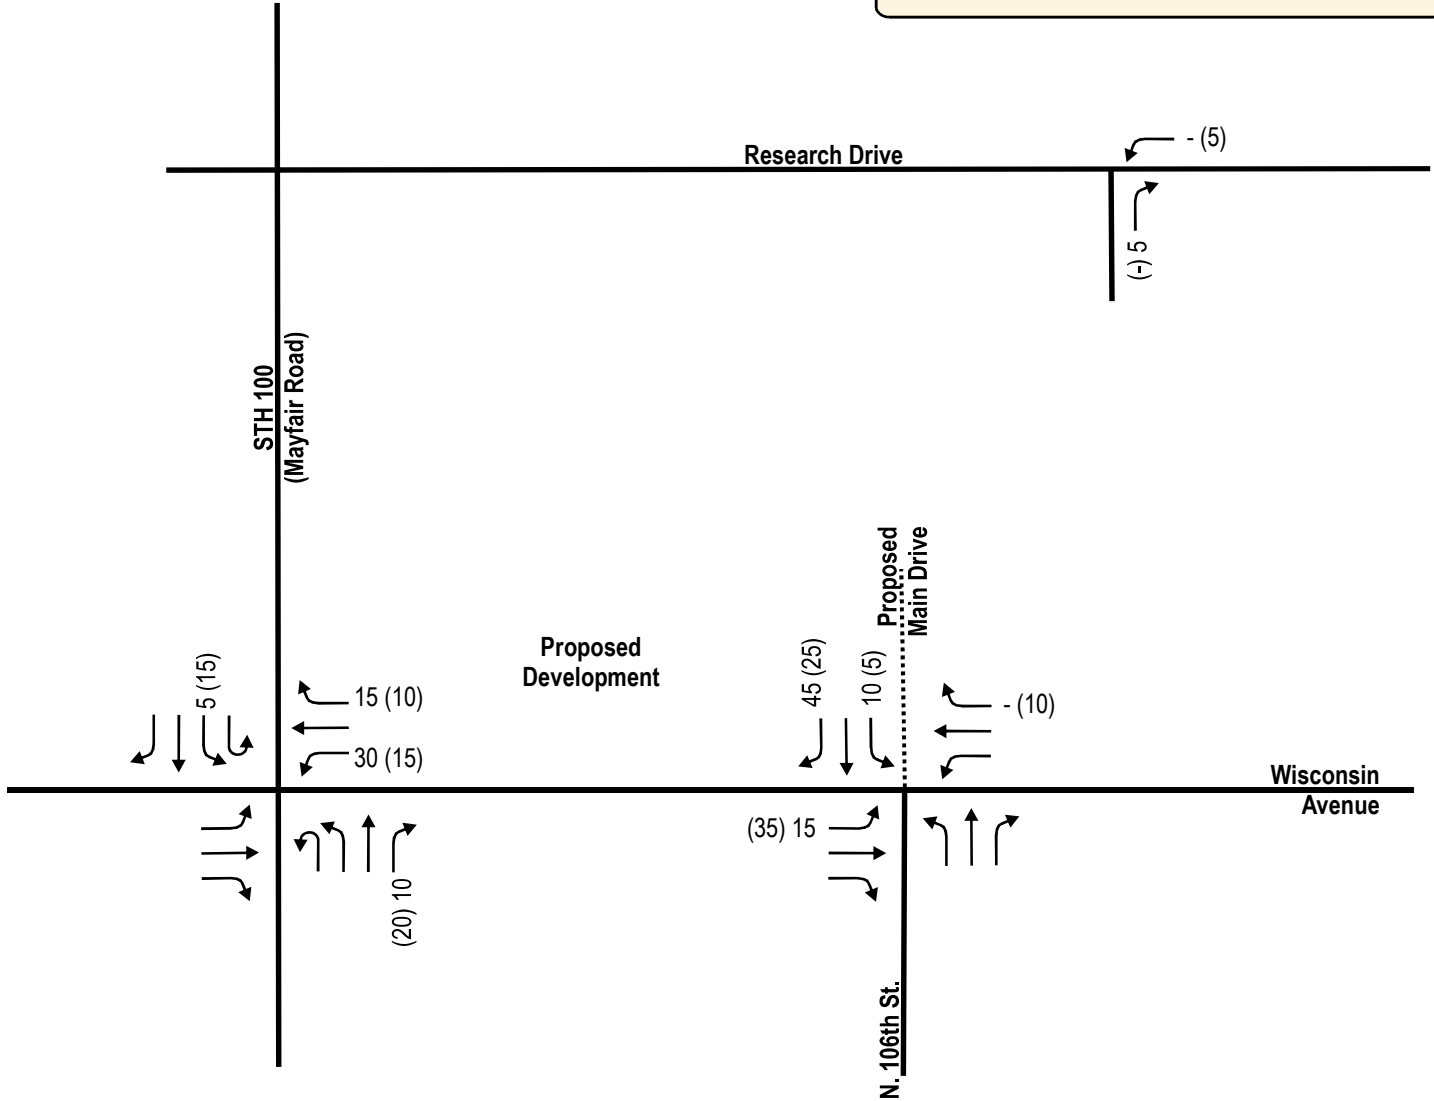 - (5)
Research Drive
(-) 5
STH 100
(Mayfair Road)
Proposed
Main Drive
Proposed
Development
5 (15)
15 (10)
30 (15)
45 (25)
10 (5)
- (10)
Wisconsin
Avenue
(35) 15
(20) 10
N. 106th St.